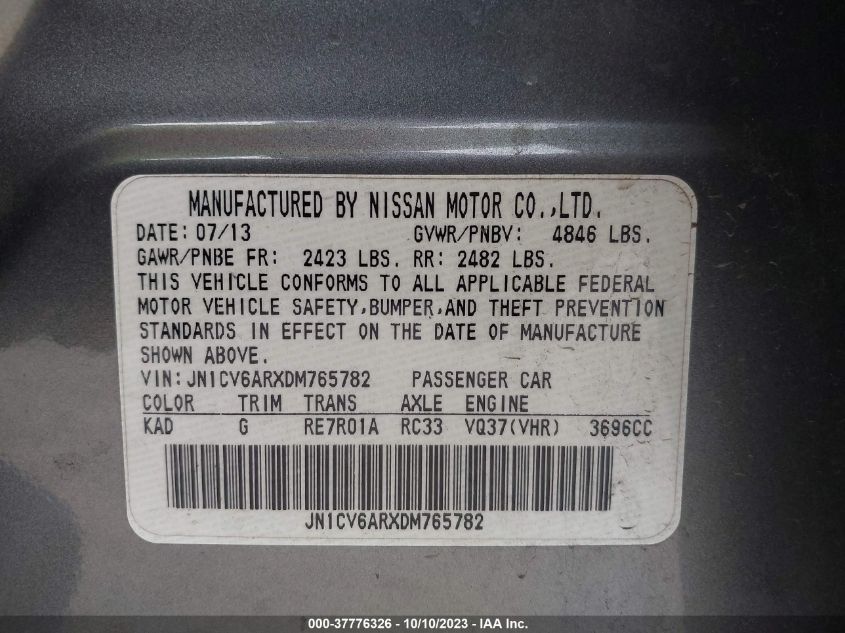 MANUFACTURED BY NISSAN MOTOR CO.,LTD.
DATE: 07/13 GVWR/PNBV: 4846 LBS.
GAWR/PNBE FR: 2423 LBS. RR: 2482 LBS.
THIS VEHICLE CONFORMS TO ALL APPLICABLE FEDERAL
MOTOR VEHICLE SAFETY,BUMPER,AND THEFT PREVENTION
STANDARDS IN EFFECT ON THE DATE OF MANUFACTURE
SHOWN ABOVE.
VIN:JN1CV6ARXDM765782 PASSENGER CAR
COLOR TRIM TRANS AXLE ENGINE
KAD G RE7R01A RC33 VQ37(VHR) 3696CC
JN1CV6ARXDM765782
000-37776326 - 10/10/2023 - IAA Inc.